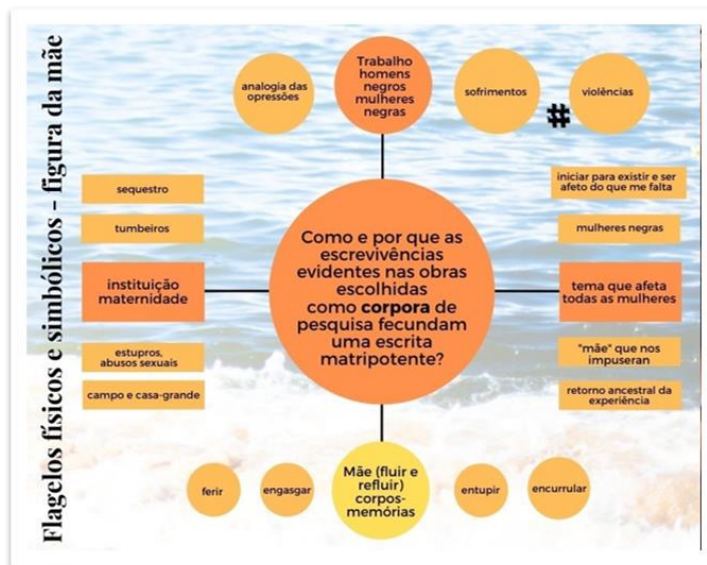 Flagelos físicos e simbólicos – figura da mãe
analogia das
opressões
Trabalho
homens
negros
mulheres
negras
sofrimentos
#
violências
sequestro
tumbeiros
instituição
maternidade
estupros,
abusos sexuais
campo e casa-grande
Como e por que as
escrevivências
evidentes nas obras
escolhidas
como corpora de
pesquisa fecundam
uma escrita
matripotente?
iniciar para existir e ser
afeto do que me falta
mulheres negras
tema que afeta
todas as mulheres
"mãe" que nos
impuseran
retorno ancestral da
experiência
ferir
engasgar
Mãe (fluir e
refluir)
corpos-
memórias
entupir
encurrular